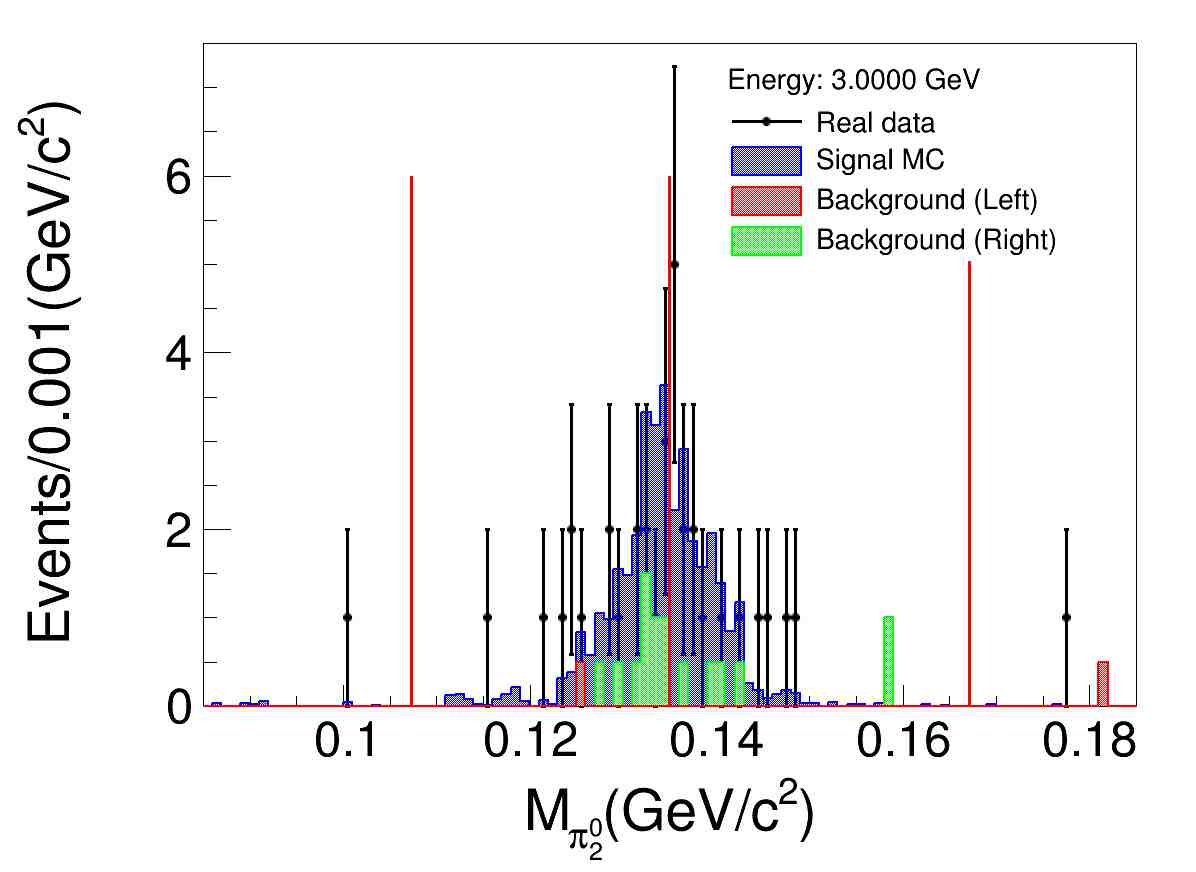 Energy: 3.0000 GeV
Real data
Signal MC
Background (Left)
Background (Right)
Events/0.001(GeV/c²)
6
4
2
0
0.1 0.12 0.14 0.16 0.18
M_{π⁰₂}(GeV/c²)